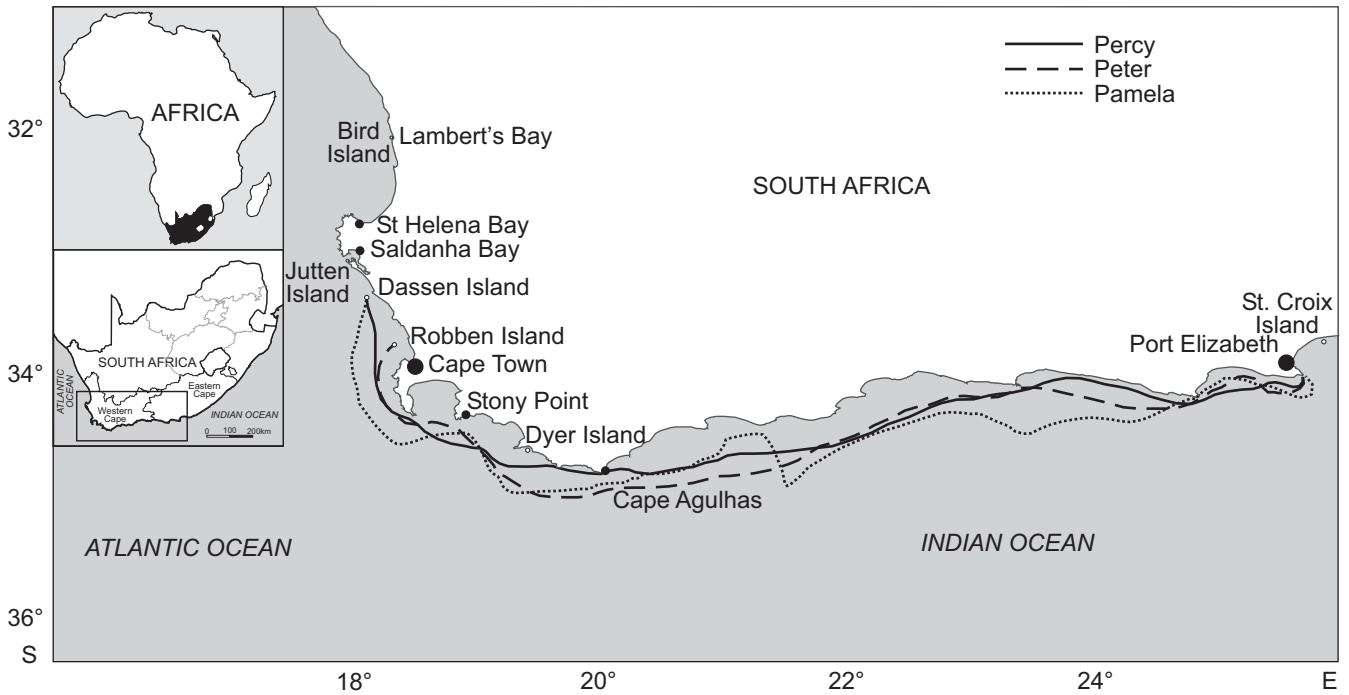 AFRICA
SOUTH AFRICA
Eastern
Cape
Western
Cape
ATLANTIC
OCEAN
INDIAN OCEAN
0 100 200km
Percy
Peter
Pamela
32°
34°
36°
S
Bird
Island
Lambert's Bay
SOUTH AFRICA
St Helena Bay
Saldanha Bay
Jutten
Island
Dassen Island
Robben Island
Cape Town
Stony Point
Dyer Island
Cape Agulhas
St. Croix
Island
Port Elizabeth
ATLANTIC OCEAN
INDIAN OCEAN
18°
20°
22°
24°
E